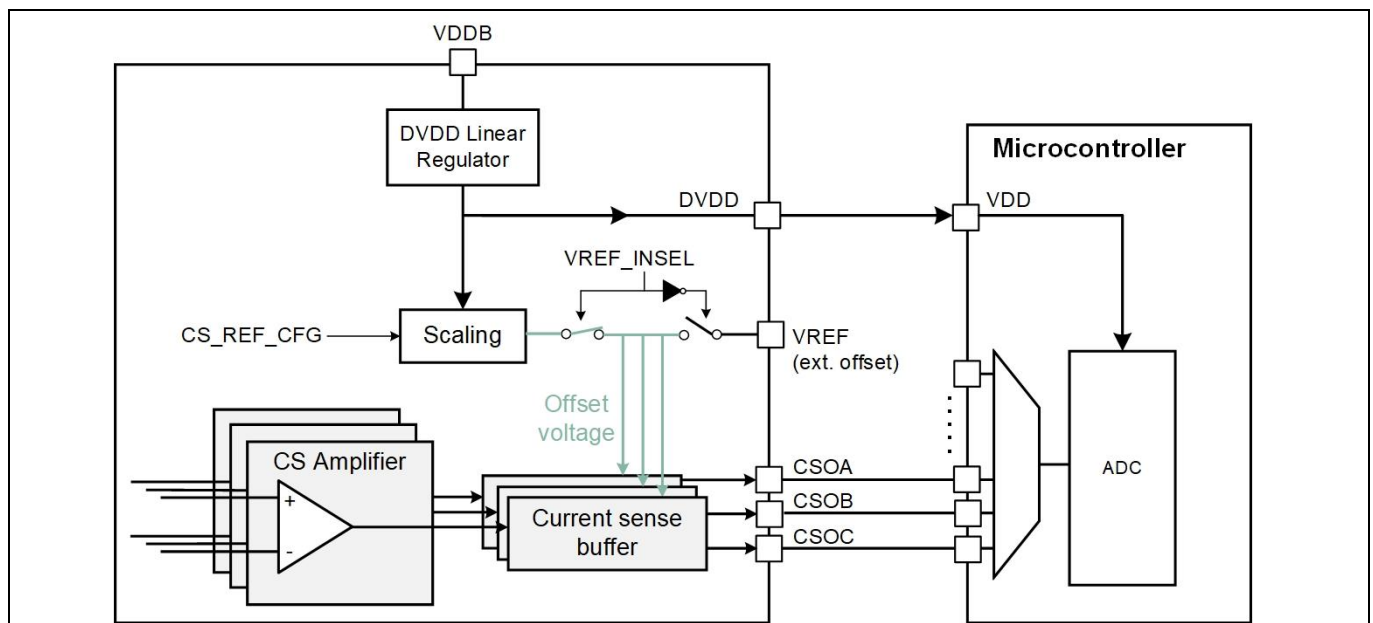 VDDB
DVDD Linear
Regulator
Microcontroller
DVDD
VDD
VREF_INSEL
CS_REF_CFG
Scaling
VREF
(ext. offset)
Offset
voltage
CS Amplifier
+
-
Current sense
buffer
CSOA
CSOB
CSOC
ADC